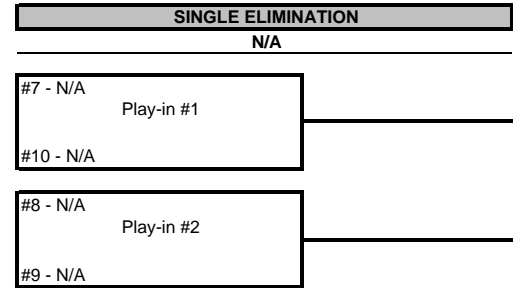 SINGLE ELIMINATION
N/A
#7 - N/A
Play-in #1
#10 - N/A
#8 - N/A
Play-in #2
#9 - N/A